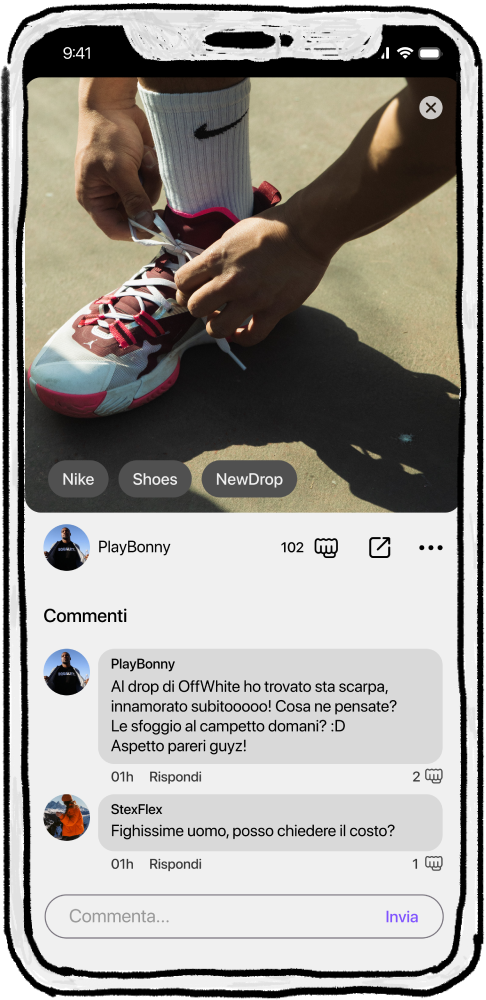 9:41
Nike
Shoes
NewDrop
PlayBonny
102
Commenti
PlayBonny
Al drop di OffWhite ho trovato sta scarpa,
innamorato subitooooo! Cosa ne pensate?
Le sfoggio al campetto domani? :D
Aspetto pareri guyz!
01h Rispondi 2
StexFlex
Fighissime uomo, posso chiedere il costo?
01h Rispondi 1
Commenta... Invia